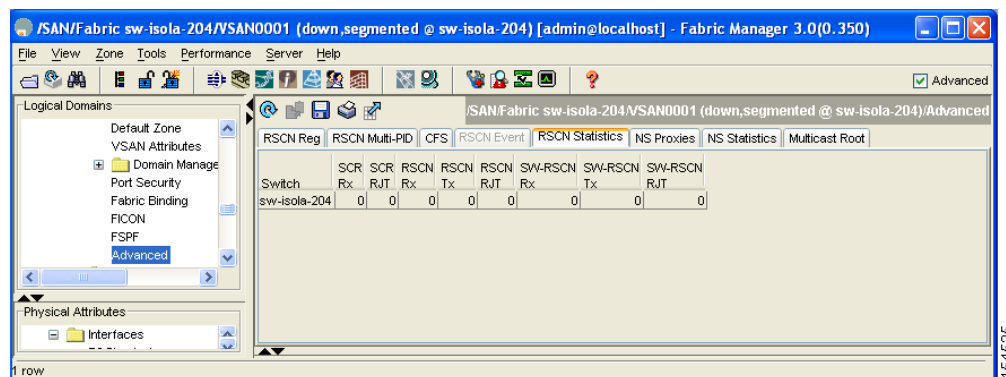 /SAN/Fabric sw-isola-204/VSAN0001 (down,segmented @ sw-isola-204) [admin@localhost] - Fabric Manager 3.0(0.350)
File View Zone Tools Performance Server Help
Advanced
Logical Domains
/SAN/Fabric sw-isola-204/VSAN0001 (down,segmented @ sw-isola-204)/Advanced
Default Zone
VSAN Attributes
Domain Manage
Port Security
Fabric Binding
FICON
FSPF
Advanced
RSCN Reg RSCN Multi-PID CFS RSCN Event RSCN Statistics NS Proxies NS Statistics Multicast Root
SCR SCR RSCN RSCN RSCN SW-RSCN SW-RSCN SW-RSCN
Switch Rx RJT Rx Tx RJT Rx Tx RJT
sw-isola-204 0 0 0 0 0 0 0 0
Physical Attributes
Interfaces
1 row